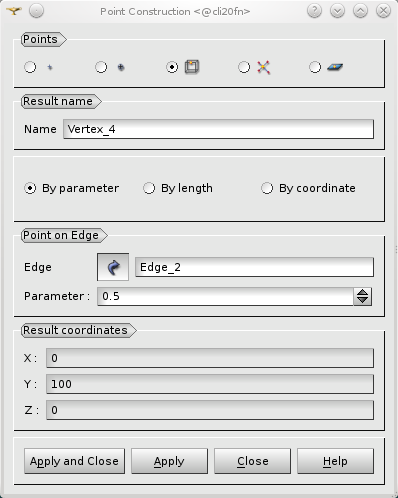 Point Construction <@cli20fn>
Points
Result name
Name Vertex_4
By parameter By length By coordinate
Point on Edge
Edge Edge_2
Parameter : 0.5
Result coordinates
X : 0
Y : 100
Z : 0
Apply and Close Apply Close Help